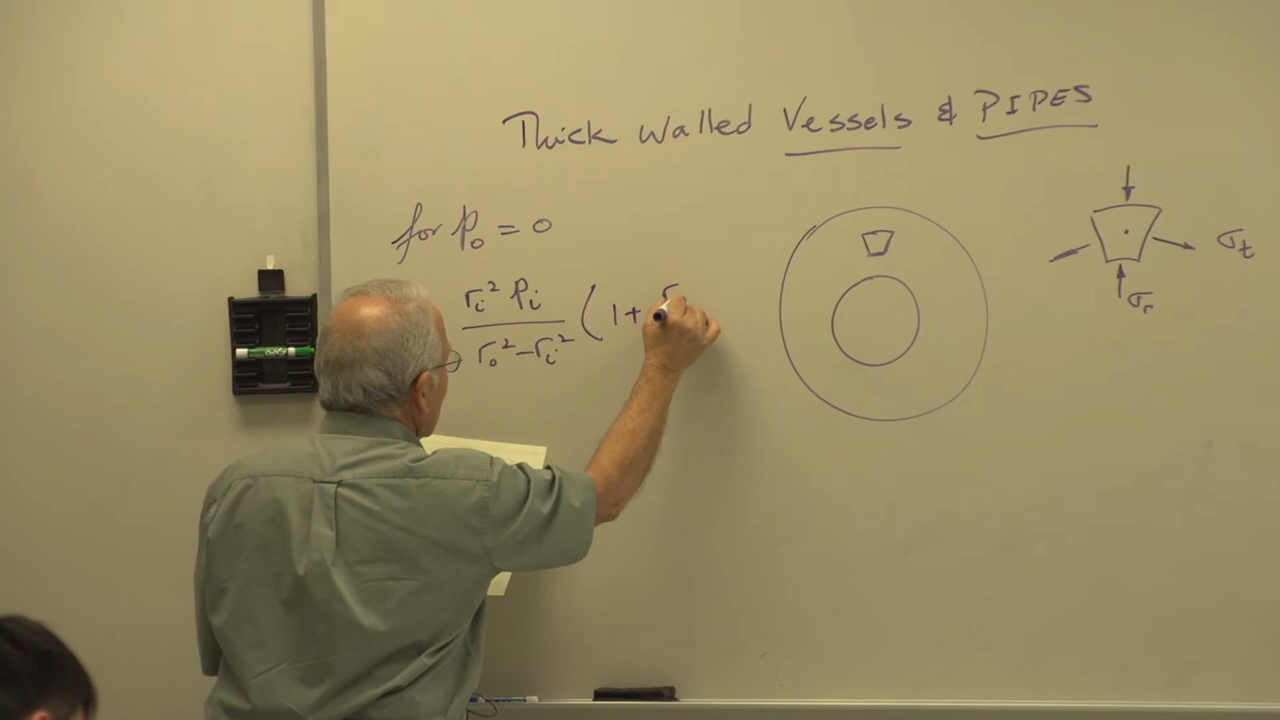 Thick Walled Vessels & PIPES
for P₀ = 0
rᵢ² Pᵢ
r₀² - rᵢ²
( 1 + r
σt
σr